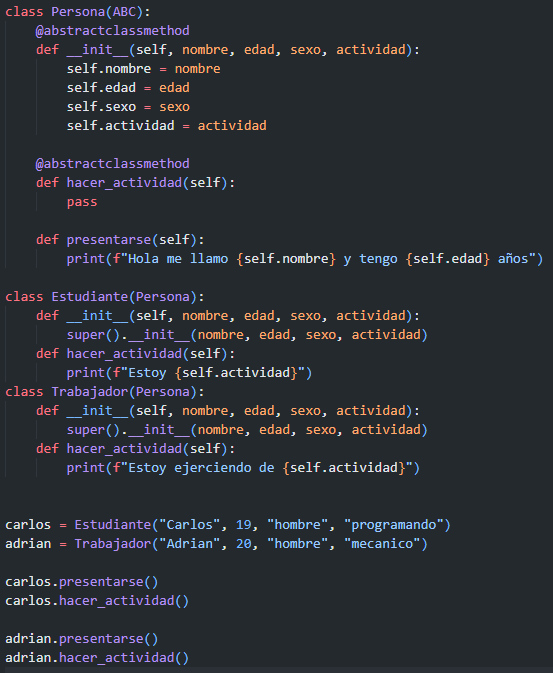 class Persona(ABC):
    @abstractclassmethod
    def __init__(self, nombre, edad, sexo, actividad):
        self.nombre = nombre
        self.edad = edad
        self.sexo = sexo
        self.actividad = actividad

    @abstractclassmethod
    def hacer_actividad(self):
        pass

    def presentarse(self):
        print(f"Hola me llamo {self.nombre} y tengo {self.edad} años")

class Estudiante(Persona):
    def __init__(self, nombre, edad, sexo, actividad):
        super().__init__(nombre, edad, sexo, actividad)
    def hacer_actividad(self):
        print(f"Estoy {self.actividad}")
class Trabajador(Persona):
    def __init__(self, nombre, edad, sexo, actividad):
        super().__init__(nombre, edad, sexo, actividad)
    def hacer_actividad(self):
        print(f"Estoy ejerciendo de {self.actividad}")


carlos = Estudiante("Carlos", 19, "hombre", "programando")
adrian = Trabajador("Adrian", 20, "hombre", "mecanico")

carlos.presentarse()
carlos.hacer_actividad()

adrian.presentarse()
adrian.hacer_actividad()